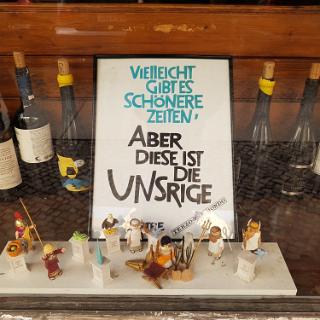 VIELLEICHT
GIBT ES
SCHÖNERE
ZEITEN,
ABER
DIESE IST
DIE
UNSRIGE